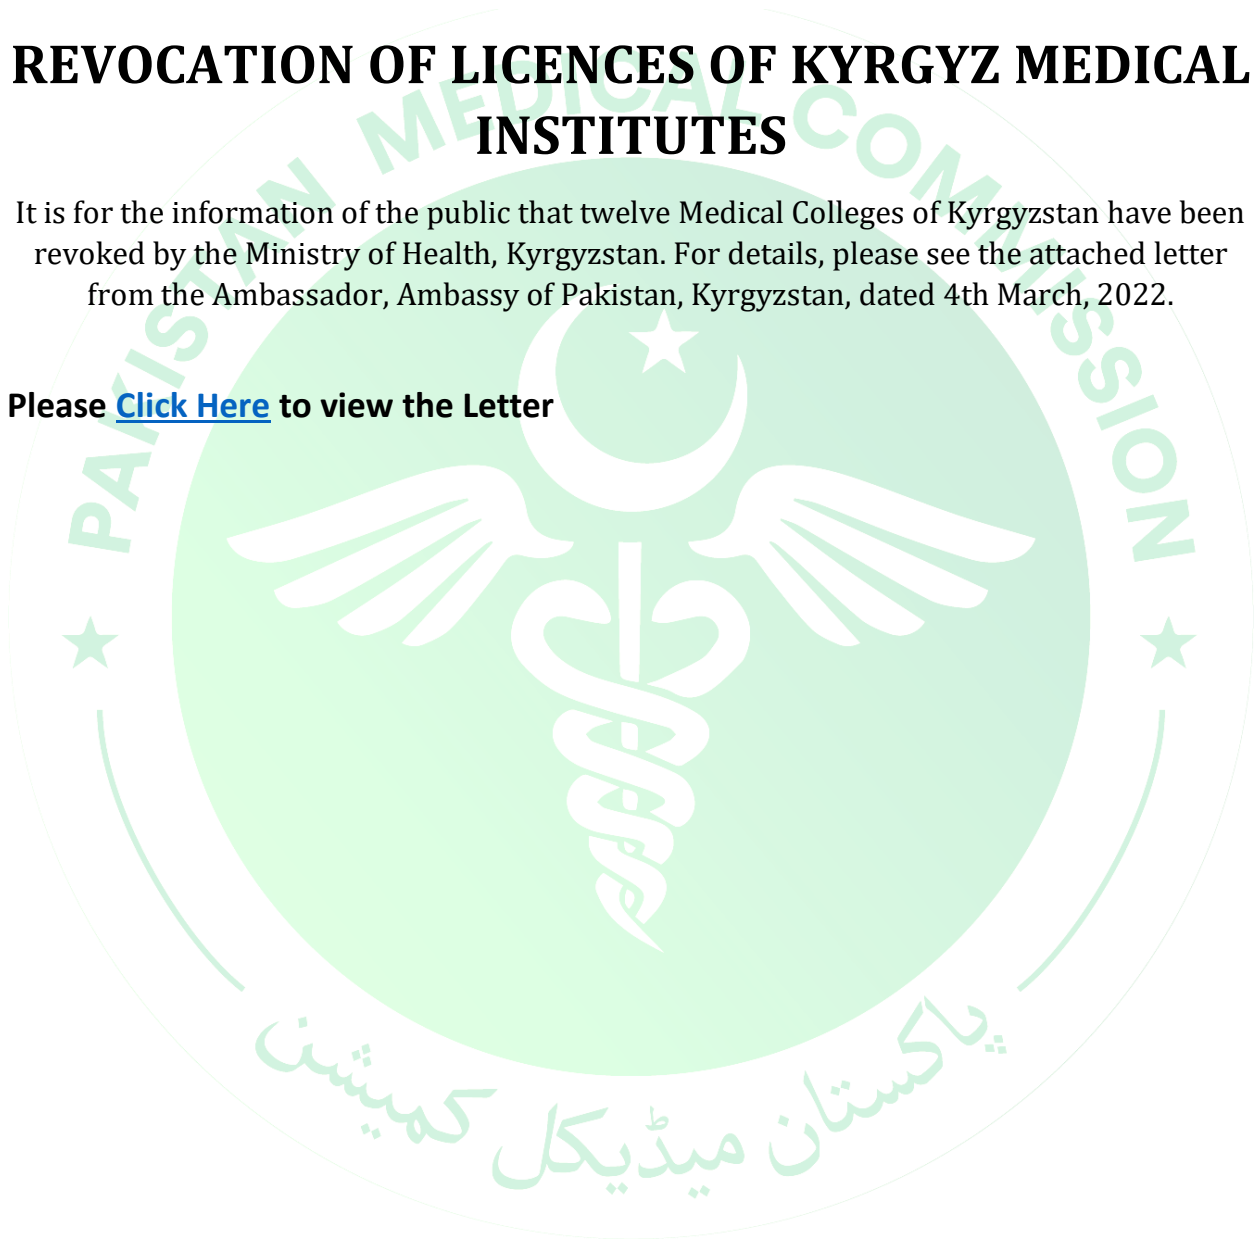 REVOCATION OF LICENCES OF KYRGYZ MEDICAL
INSTITUTES
It is for the information of the public that twelve Medical Colleges of Kyrgyzstan have been
revoked by the Ministry of Health, Kyrgyzstan. For details, please see the attached letter
from the Ambassador, Ambassy of Pakistan, Kyrgyzstan, dated 4th March, 2022.
Please Click Here to view the Letter
PAKISTAN MEDICAL COMMISSION
پاکستان میڈیکل کمیشن